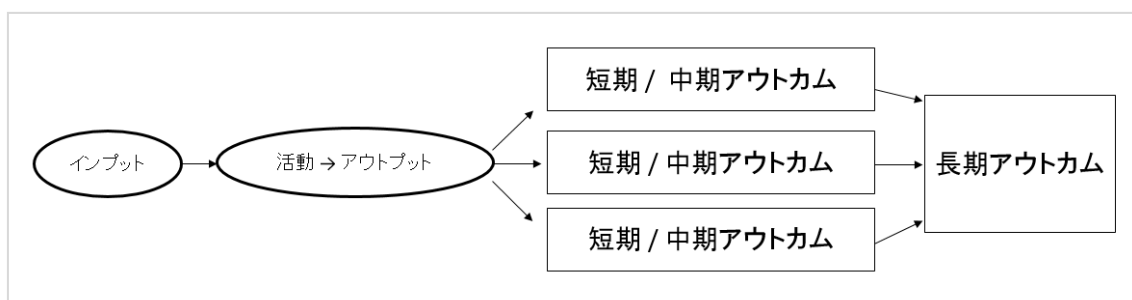 インプット
活動 → アウトプット
短期 / 中期アウトカム
短期 / 中期アウトカム
短期 / 中期アウトカム
長期アウトカム